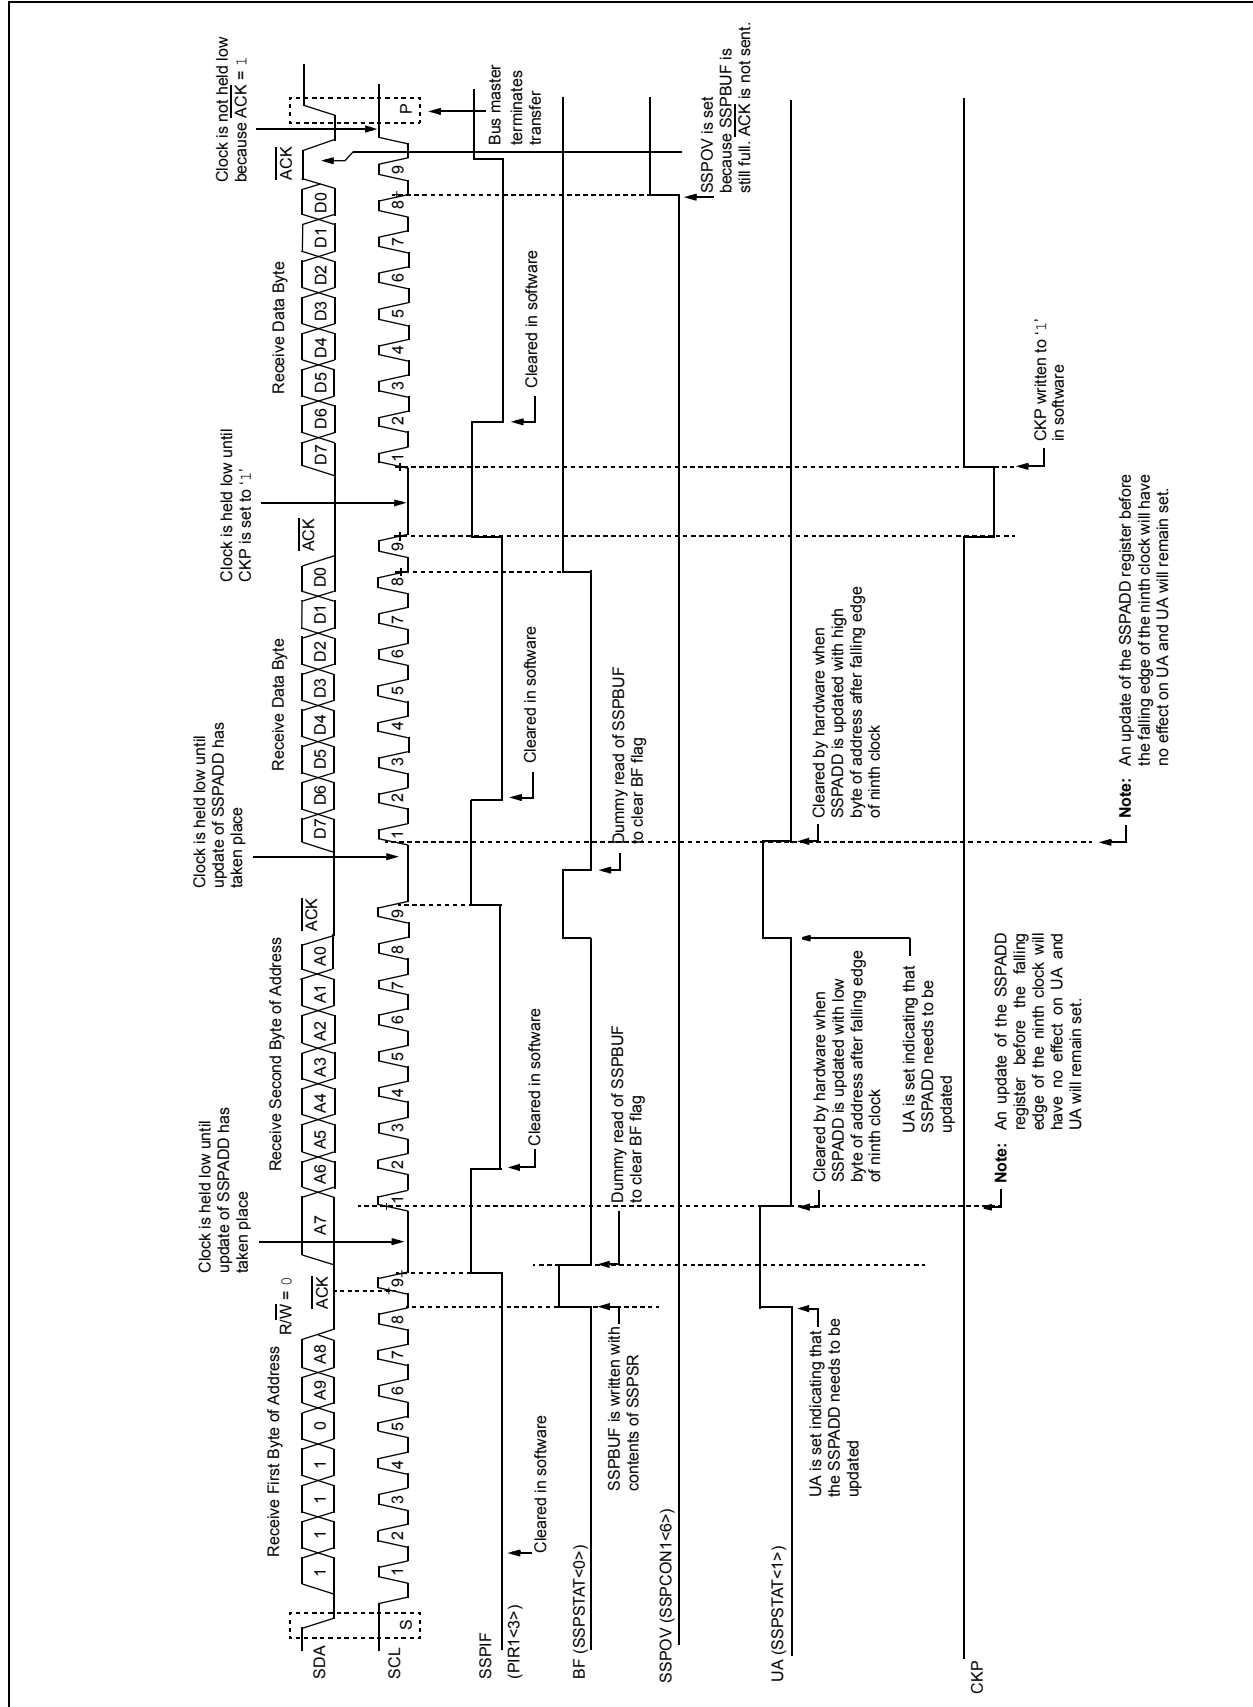 Receive First Byte of Address
R/W = 0
ACK
Clock is held low until
update of SSPADD has
taken place
Receive Second Byte of Address
ACK
Clock is held low until
update of SSPADD has
taken place
Receive Data Byte
ACK
Clock is held low until
CKP is set to ‘1’
Receive Data Byte
ACK
Clock is not held low
because ACK = 1
SDA
1 1 1 1 0 A9 A8
A7 A6 A5 A4 A3 A2 A1 A0
D7 D6 D5 D4 D3 D2 D1 D0
D7 D6 D5 D4 D3 D2 D1 D0
SCL
S
1 2 3 4 5 6 7 8 9
1 2 3 4 5 6 7 8 9
1 2 3 4 5 6 7 8 9
1 2 3 4 5 6 7 8 9
P
Bus master
terminates
transfer
SSPIF
(PIR1<3>)
Cleared in software
Cleared in software
Cleared in software
Cleared in software
BF (SSPSTAT<0>)
SSPBUF is written with
contents of SSPSR
Dummy read of SSPBUF
to clear BF flag
Dummy read of SSPBUF
to clear BF flag
SSPOV (SSPCON1<6>)
SSPOV is set
because SSPBUF is
still full. ACK is not sent.
UA (SSPSTAT<1>)
UA is set indicating that
the SSPADD needs to be
updated
Cleared by hardware when
SSPADD is updated with low
byte of address after falling edge
of ninth clock
UA is set indicating that
SSPADD needs to be
updated
Cleared by hardware when
SSPADD is updated with high
byte of address after falling edge
of ninth clock
CKP
Note: An update of the SSPADD
register before the falling
edge of the ninth clock will
have no effect on UA and
UA will remain set.
Note: An update of the SSPADD register before
the falling edge of the ninth clock will have
no effect on UA and UA will remain set.
CKP written to ‘1’
in software